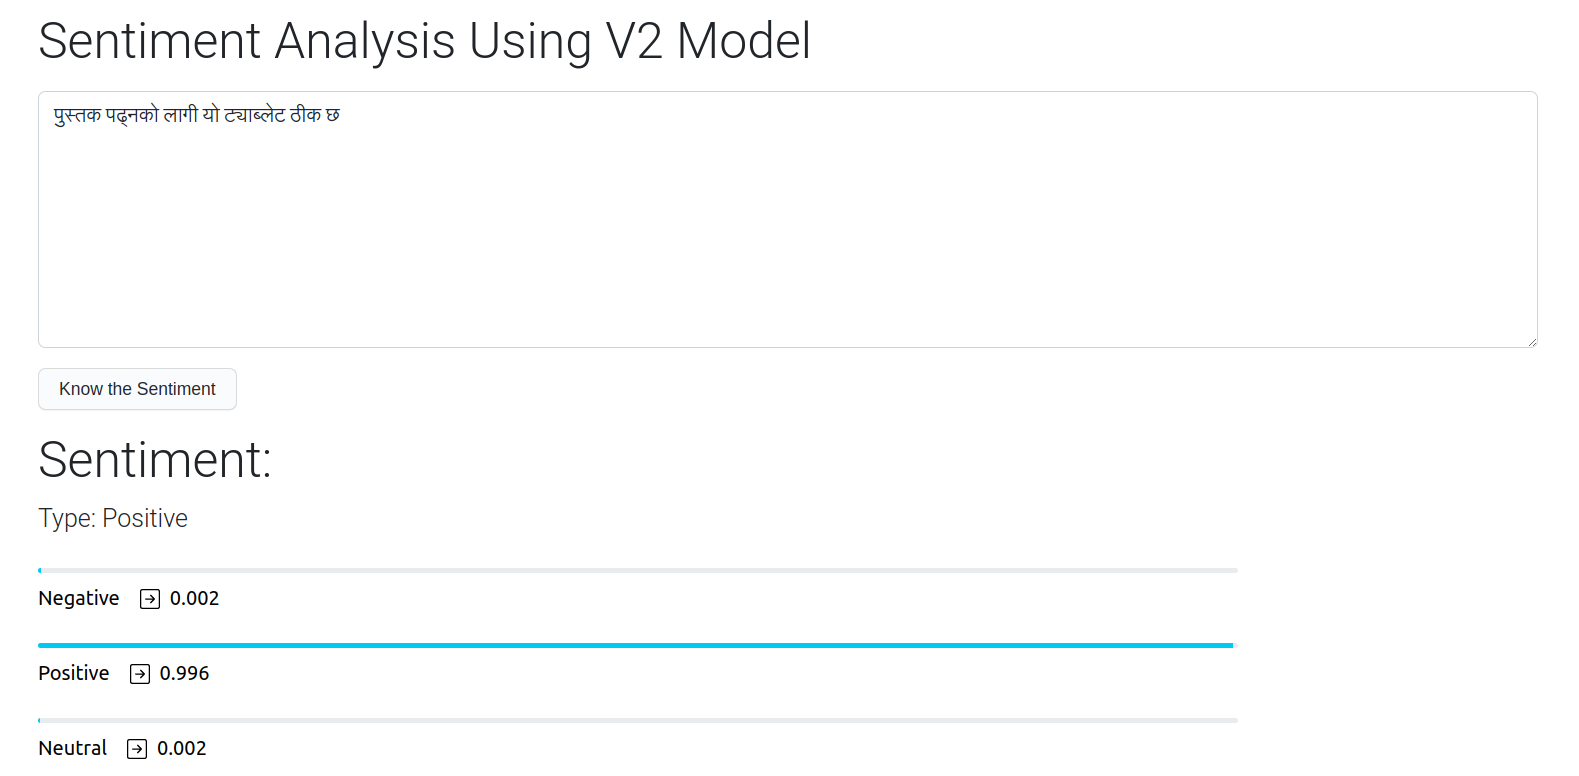 Sentiment Analysis Using V2 Model
पुस्तक पढ्नको लागी यो ट्याब्लेट ठीक छ
Know the Sentiment
Sentiment:
Type: Positive
Negative 0.002
Positive 0.996
Neutral 0.002